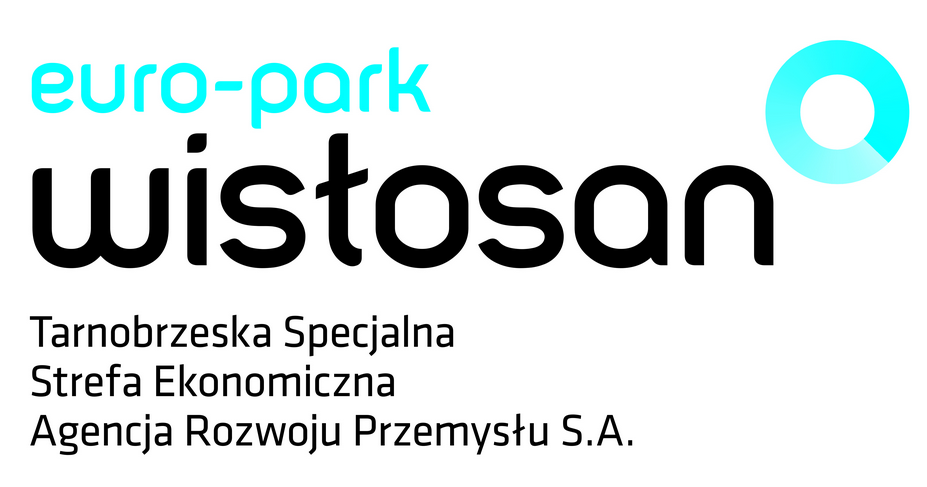 euro-park
wisłosan
Tarnobrzeska Specjalna
Strefa Ekonomiczna
Agencja Rozwoju Przemysłu S.A.